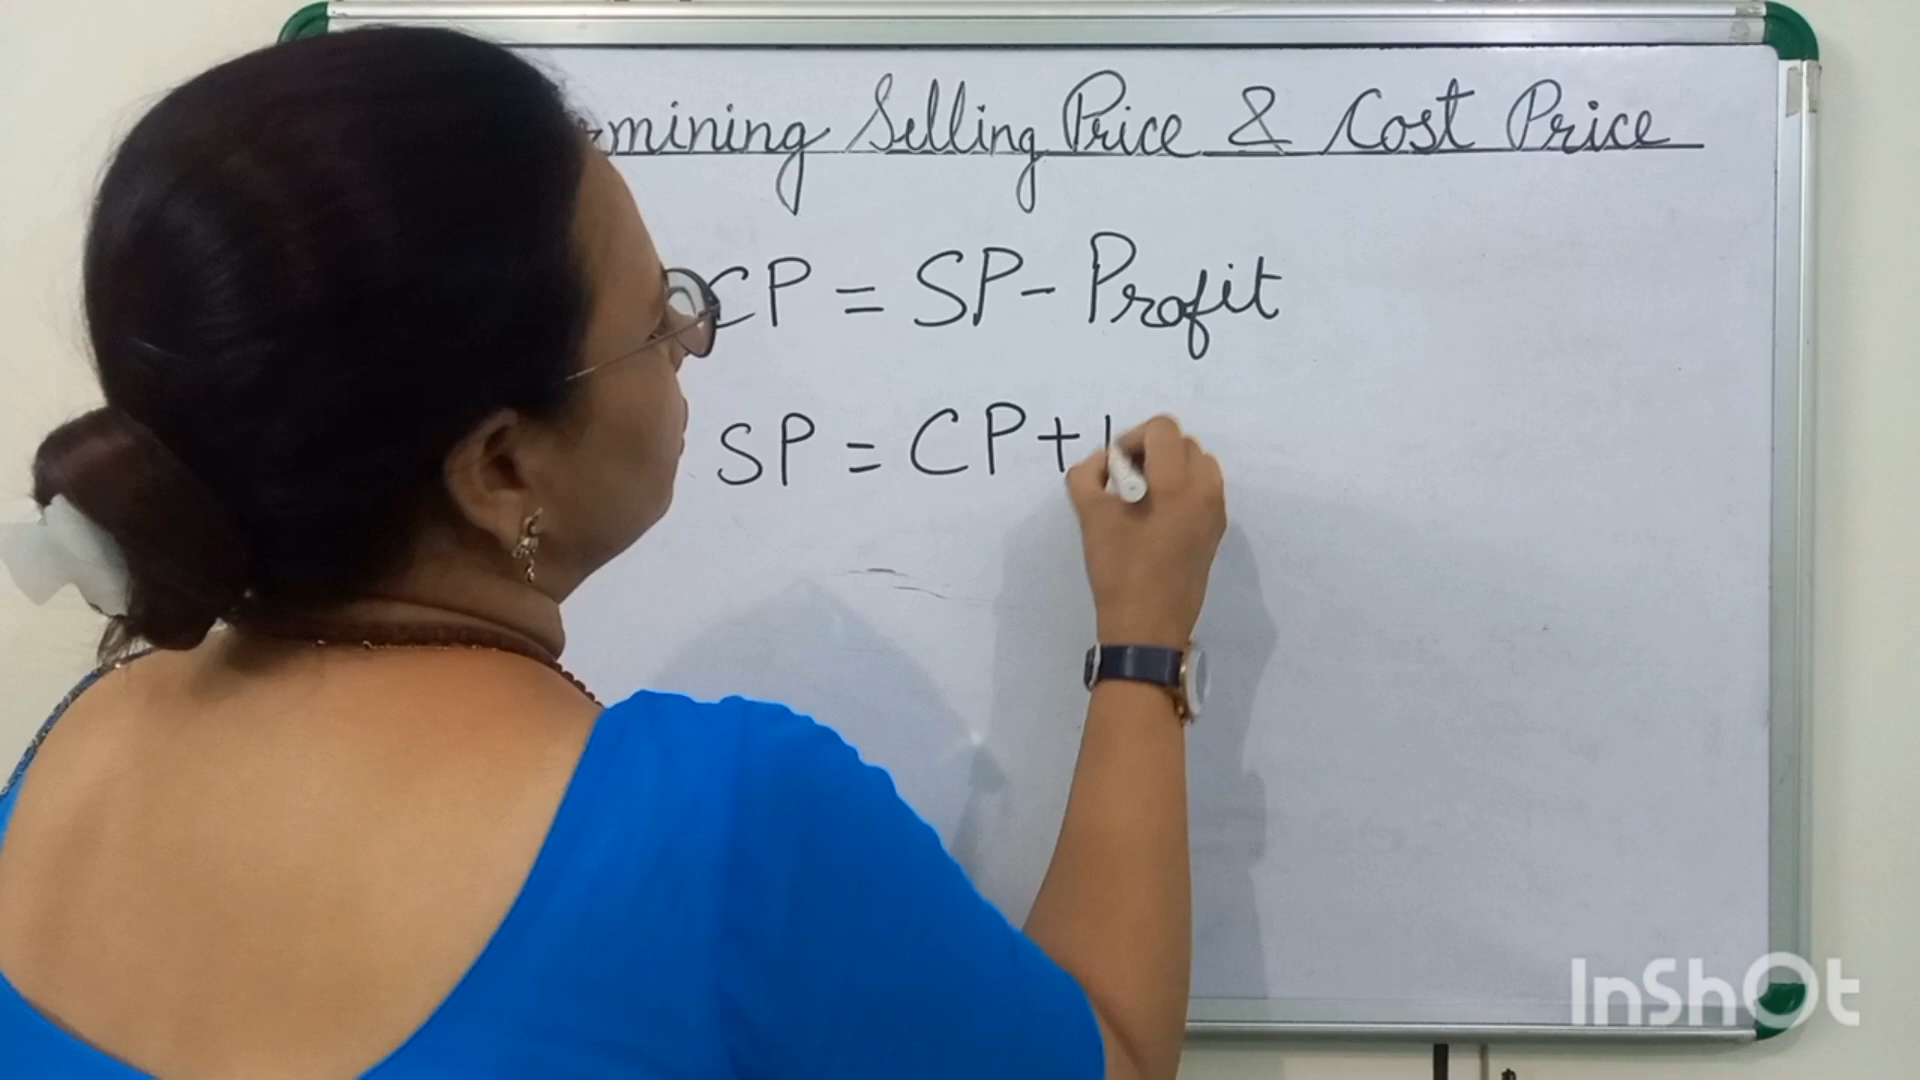 mining Selling Price & Cost Price
CP = SP - Profit
SP = CP +
InShOt